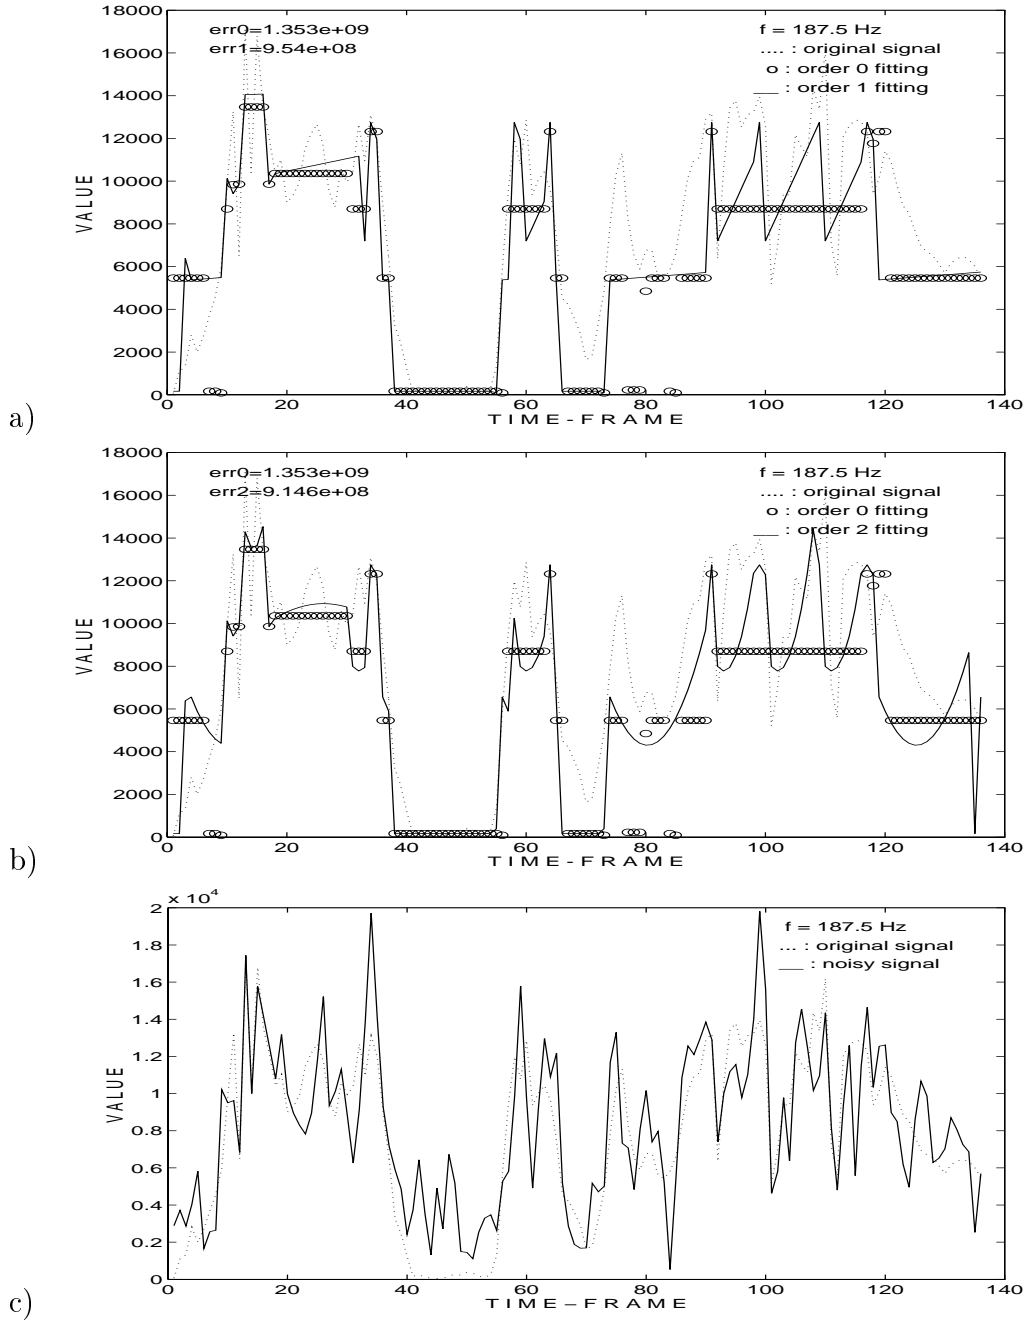 18000
16000
14000
12000
10000
8000
6000
4000
2000
0
VALUE
err0=1.353e+09
err1=9.54e+08
f = 187.5 Hz
.... : original signal
o : order 0 fitting
__ : order 1 fitting
0 20 40 60 80 100 120 140
TIME-FRAME
a)
18000
16000
14000
12000
10000
8000
6000
4000
2000
0
VALUE
err0=1.353e+09
err2=9.146e+08
f = 187.5 Hz
.... : original signal
o : order 0 fitting
__ : order 2 fitting
0 20 40 60 80 100 120 140
TIME-FRAME
b)
x 10⁴
2
1.8
1.6
1.4
1.2
1
0.8
0.6
0.4
0.2
0
VALUE
f = 187.5 Hz
... : original signal
__ : noisy signal
0 20 40 60 80 100 120 140
TIME–FRAME
c)